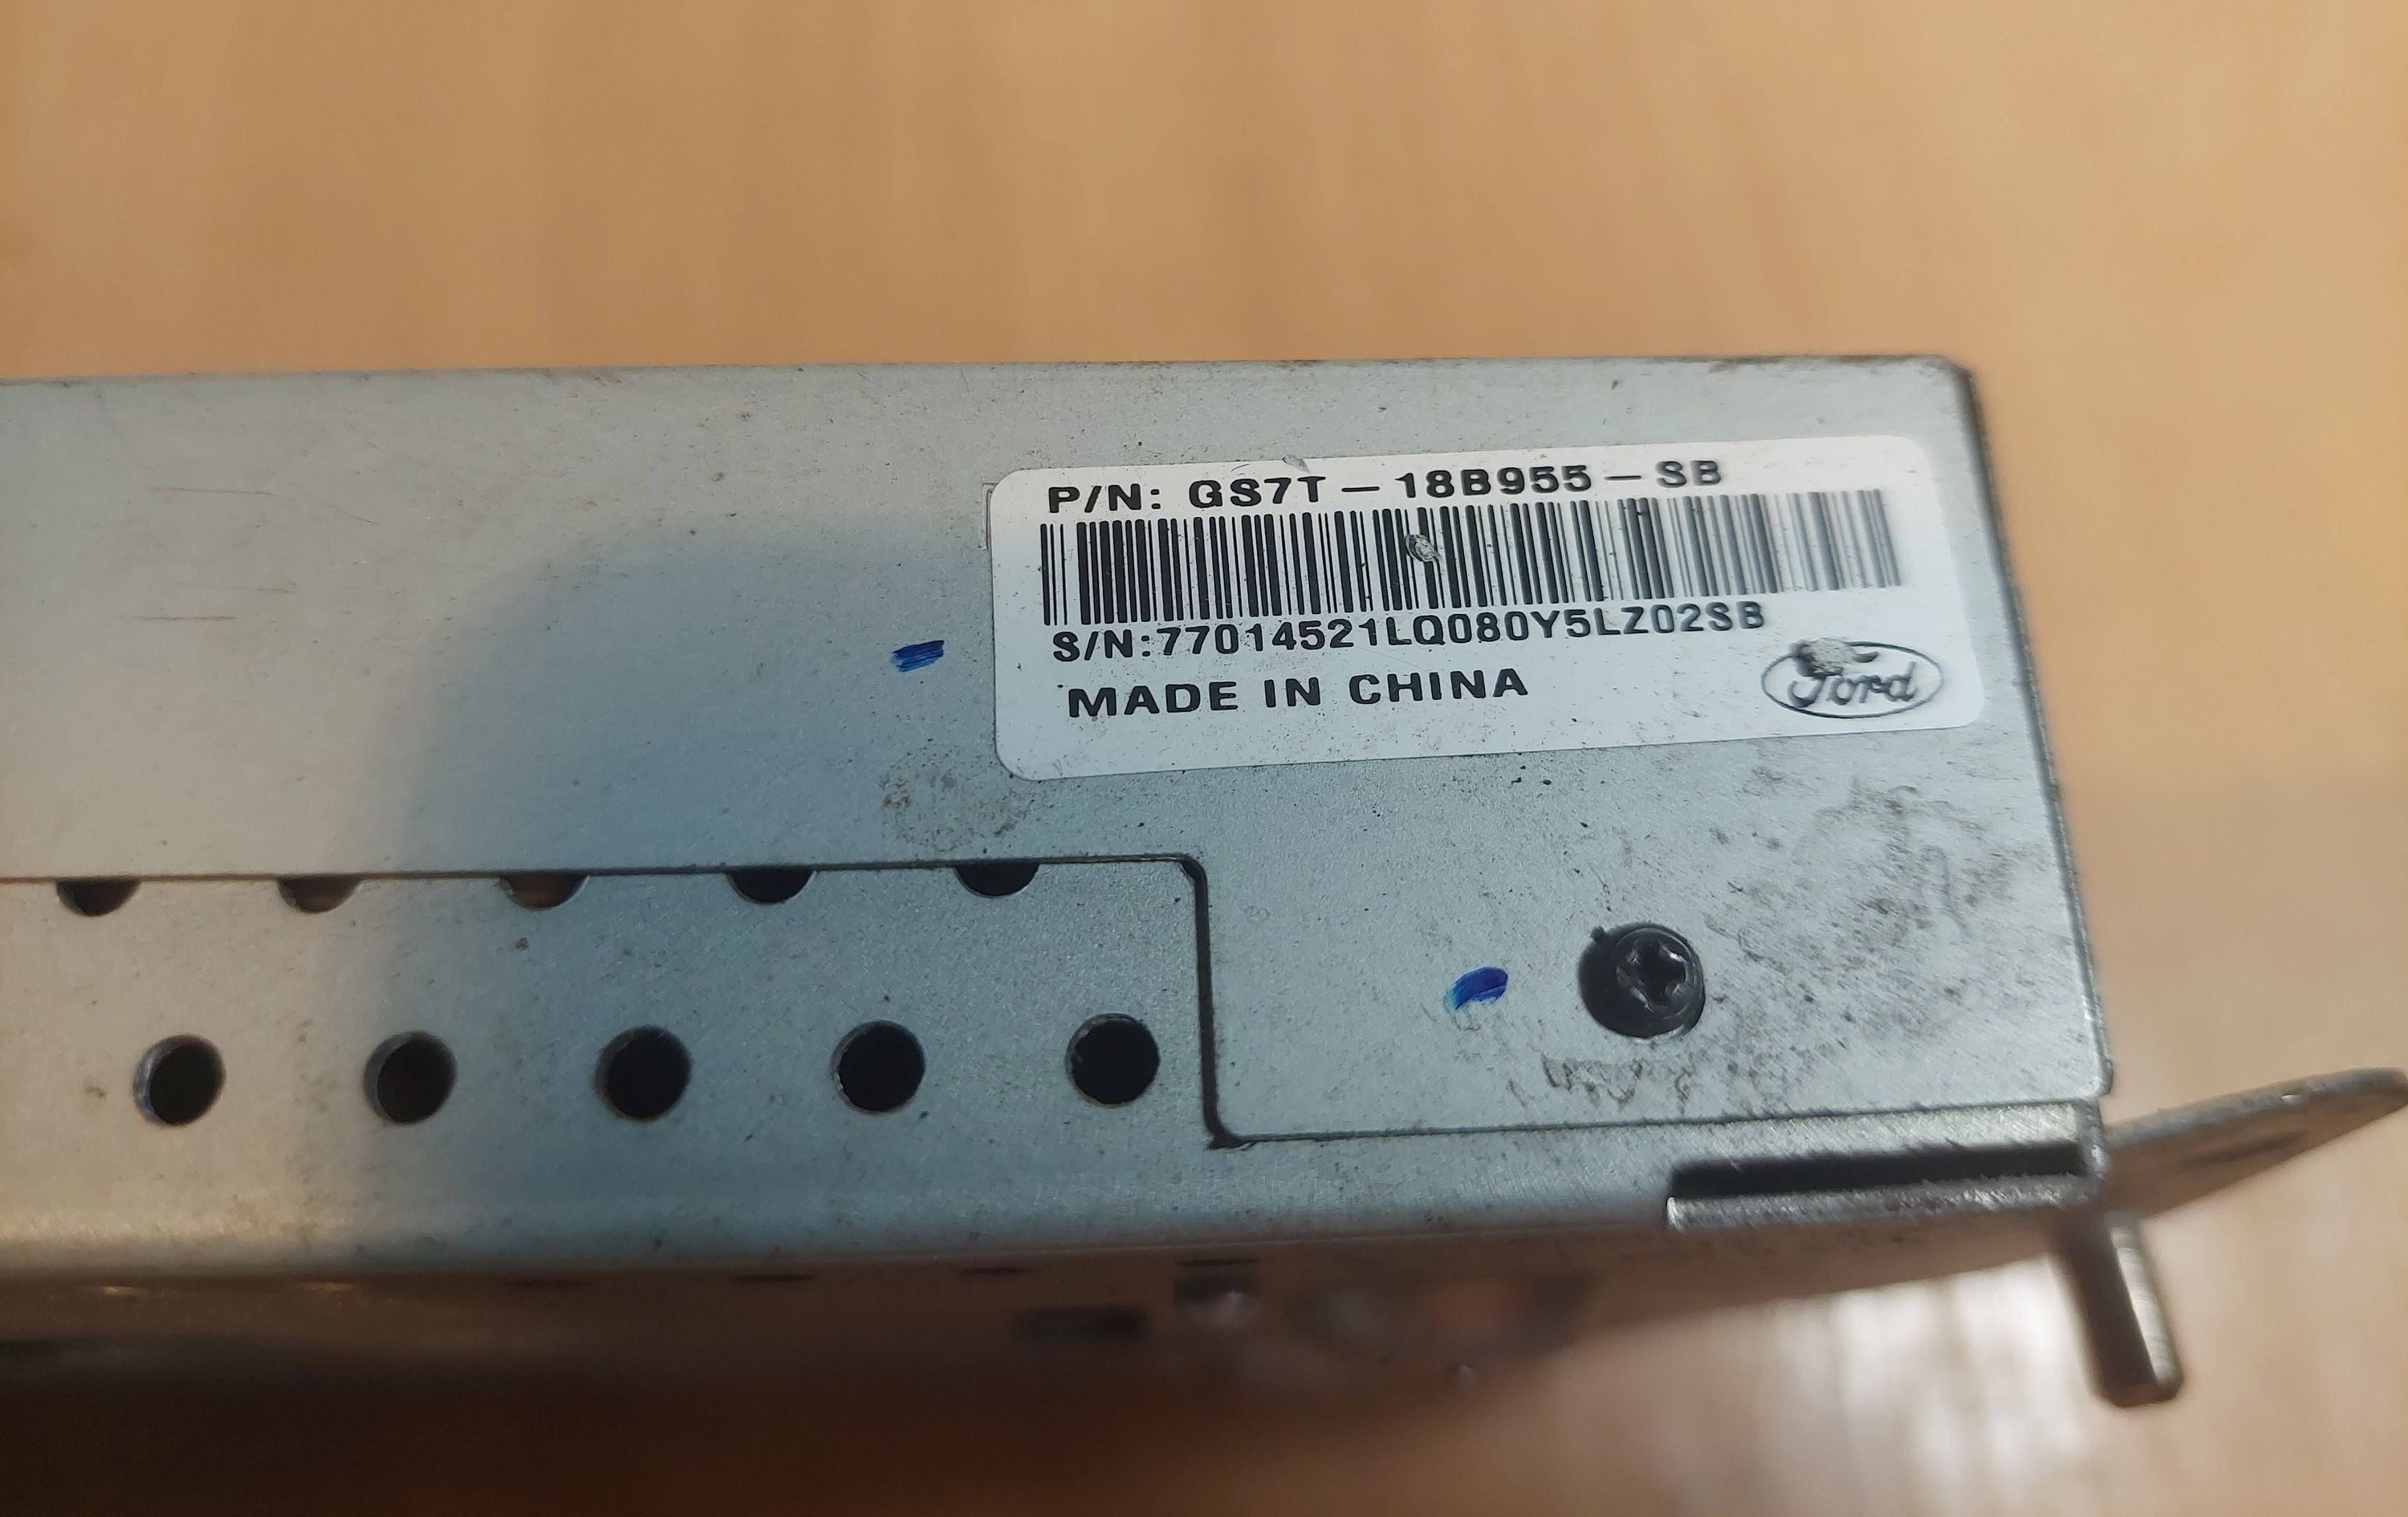 P/N: GS7T-18B955-SB
S/N:77014521LQ080Y5LZ02SB
MADE IN CHINA
Ford